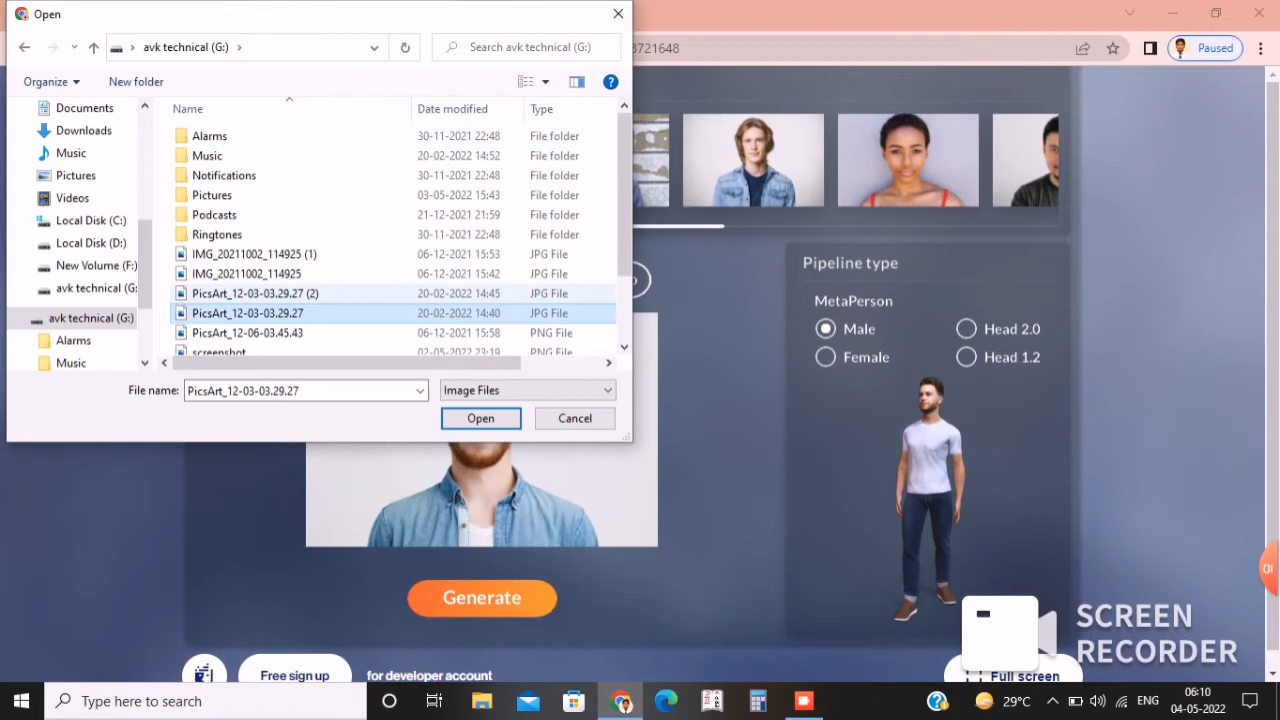 Open
avk technical (G:)
Search avk technical (G:)
3721648
Paused
Organize
New folder
Documents
Downloads
Music
Pictures
Videos
Local Disk (C:)
Local Disk (D:)
New Volume (F:)
avk technical (G:
avk technical (G:)
Alarms
Music
Name Date modified Type
Alarms 30-11-2021 22:48 File folder
Music 20-02-2022 14:52 File folder
Notifications 30-11-2021 22:48 File folder
Pictures 03-05-2022 15:43 File folder
Podcasts 21-12-2021 21:59 File folder
Ringtones 30-11-2021 22:48 File folder
IMG_20211002_114925 (1) 06-12-2021 15:53 JPG File
IMG_20211002_114925 06-12-2021 15:42 JPG File
PicsArt_12-03-03.29.27 (2) 20-02-2022 14:45 JPG File
PicsArt_12-03-03.29.27 20-02-2022 14:40 JPG File
PicsArt_12-06-03.45.43 06-12-2021 15:58 PNG File
screenshot 02-05-2022 23:19 PNG File
File name: PicsArt_12-03-03.29.27 Image Files
Open Cancel
Pipeline type
MetaPerson
Male Head 2.0
Female Head 1.2
Generate
Free sign up for developer account
Full screen
SCREEN
RECORDER
Type here to search
29°C
ENG
06:10
04-05-2022